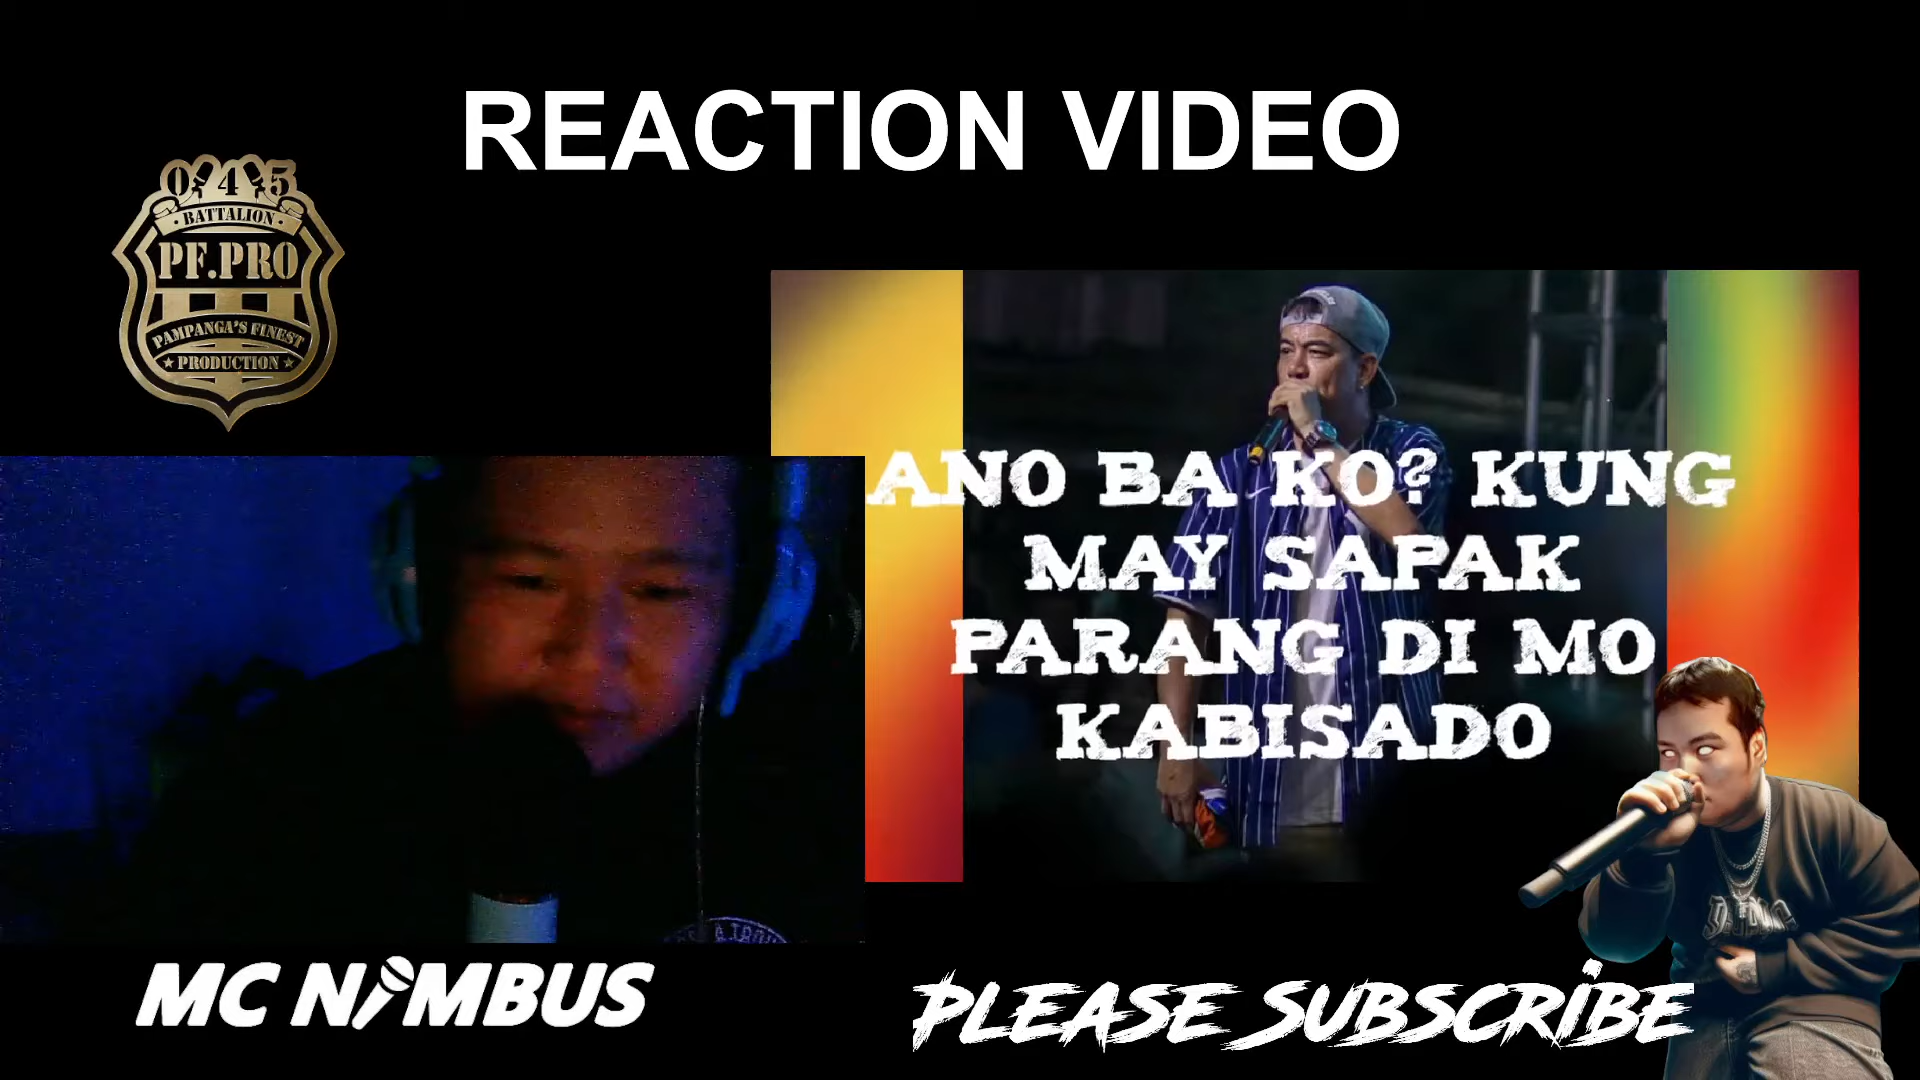 REACTION VIDEO
045
BATTALION
PF.PRO
PAMPANGA'S FINEST
PRODUCTION
ANO BA KO? KUNG
MAY SAPAK
PARANG DI MO
KABISADO
MC NIMBUS
PLEASE SUBSCRIBE